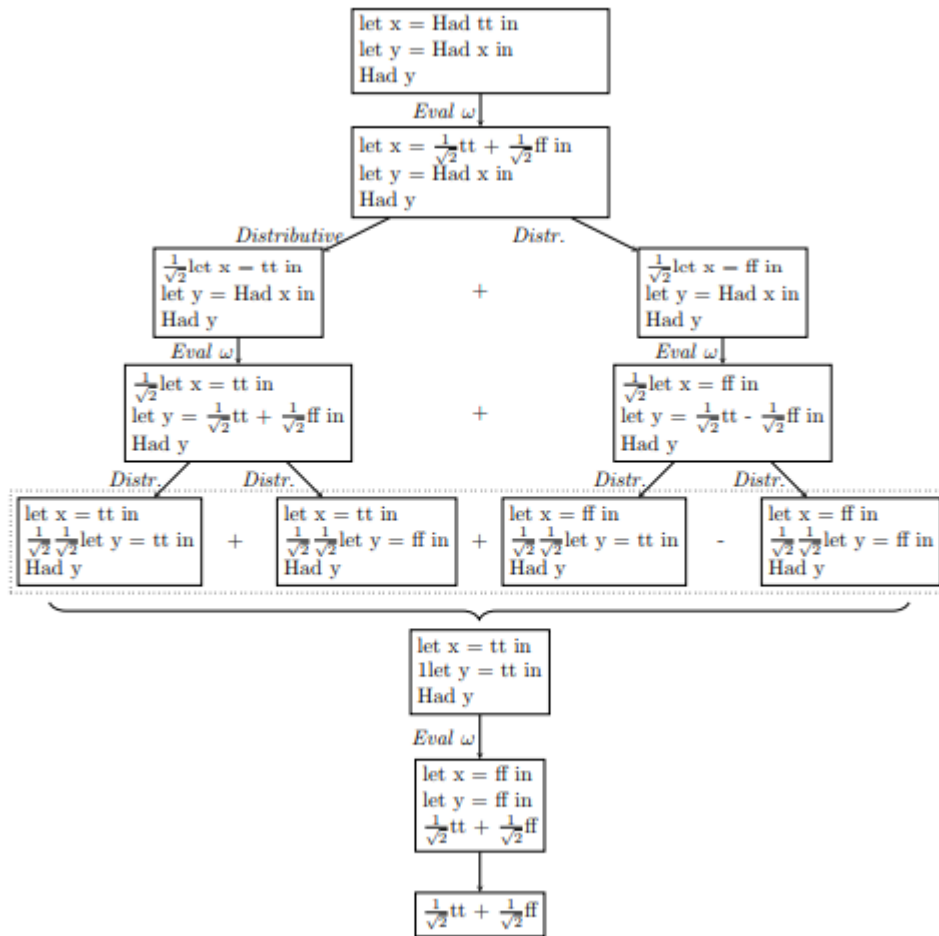 let x = Had tt in
let y = Had x in
Had y
Eval ω
let x = 1/√2 tt + 1/√2 ff in
let y = Had x in
Had y
Distributive Distr.
1/√2 let x = tt in
let y = Had x in
Had y
+
1/√2 let x = ff in
let y = Had x in
Had y
Eval ω Eval ω
1/√2 let x = tt in
let y = 1/√2 tt + 1/√2 ff in
Had y
+
1/√2 let x = ff in
let y = 1/√2 tt - 1/√2 ff in
Had y
Distr. Distr. Distr. Distr.
let x = tt in
1/√2 1/√2 let y = tt in
Had y
+
let x = tt in
1/√2 1/√2 let y = ff in
Had y
+
let x = ff in
1/√2 1/√2 let y = tt in
Had y
-
let x = ff in
1/√2 1/√2 let y = ff in
Had y
let x = tt in
1let y = tt in
Had y
Eval ω
let x = ff in
let y = ff in
1/√2 tt + 1/√2 ff
1/√2 tt + 1/√2 ff